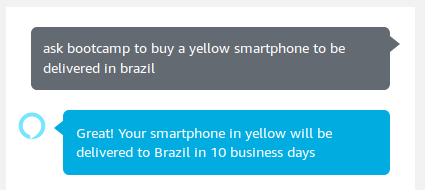 ask bootcamp to buy a yellow smartphone to be
delivered in brazil
Great! Your smartphone in yellow will be
delivered to Brazil in 10 business days